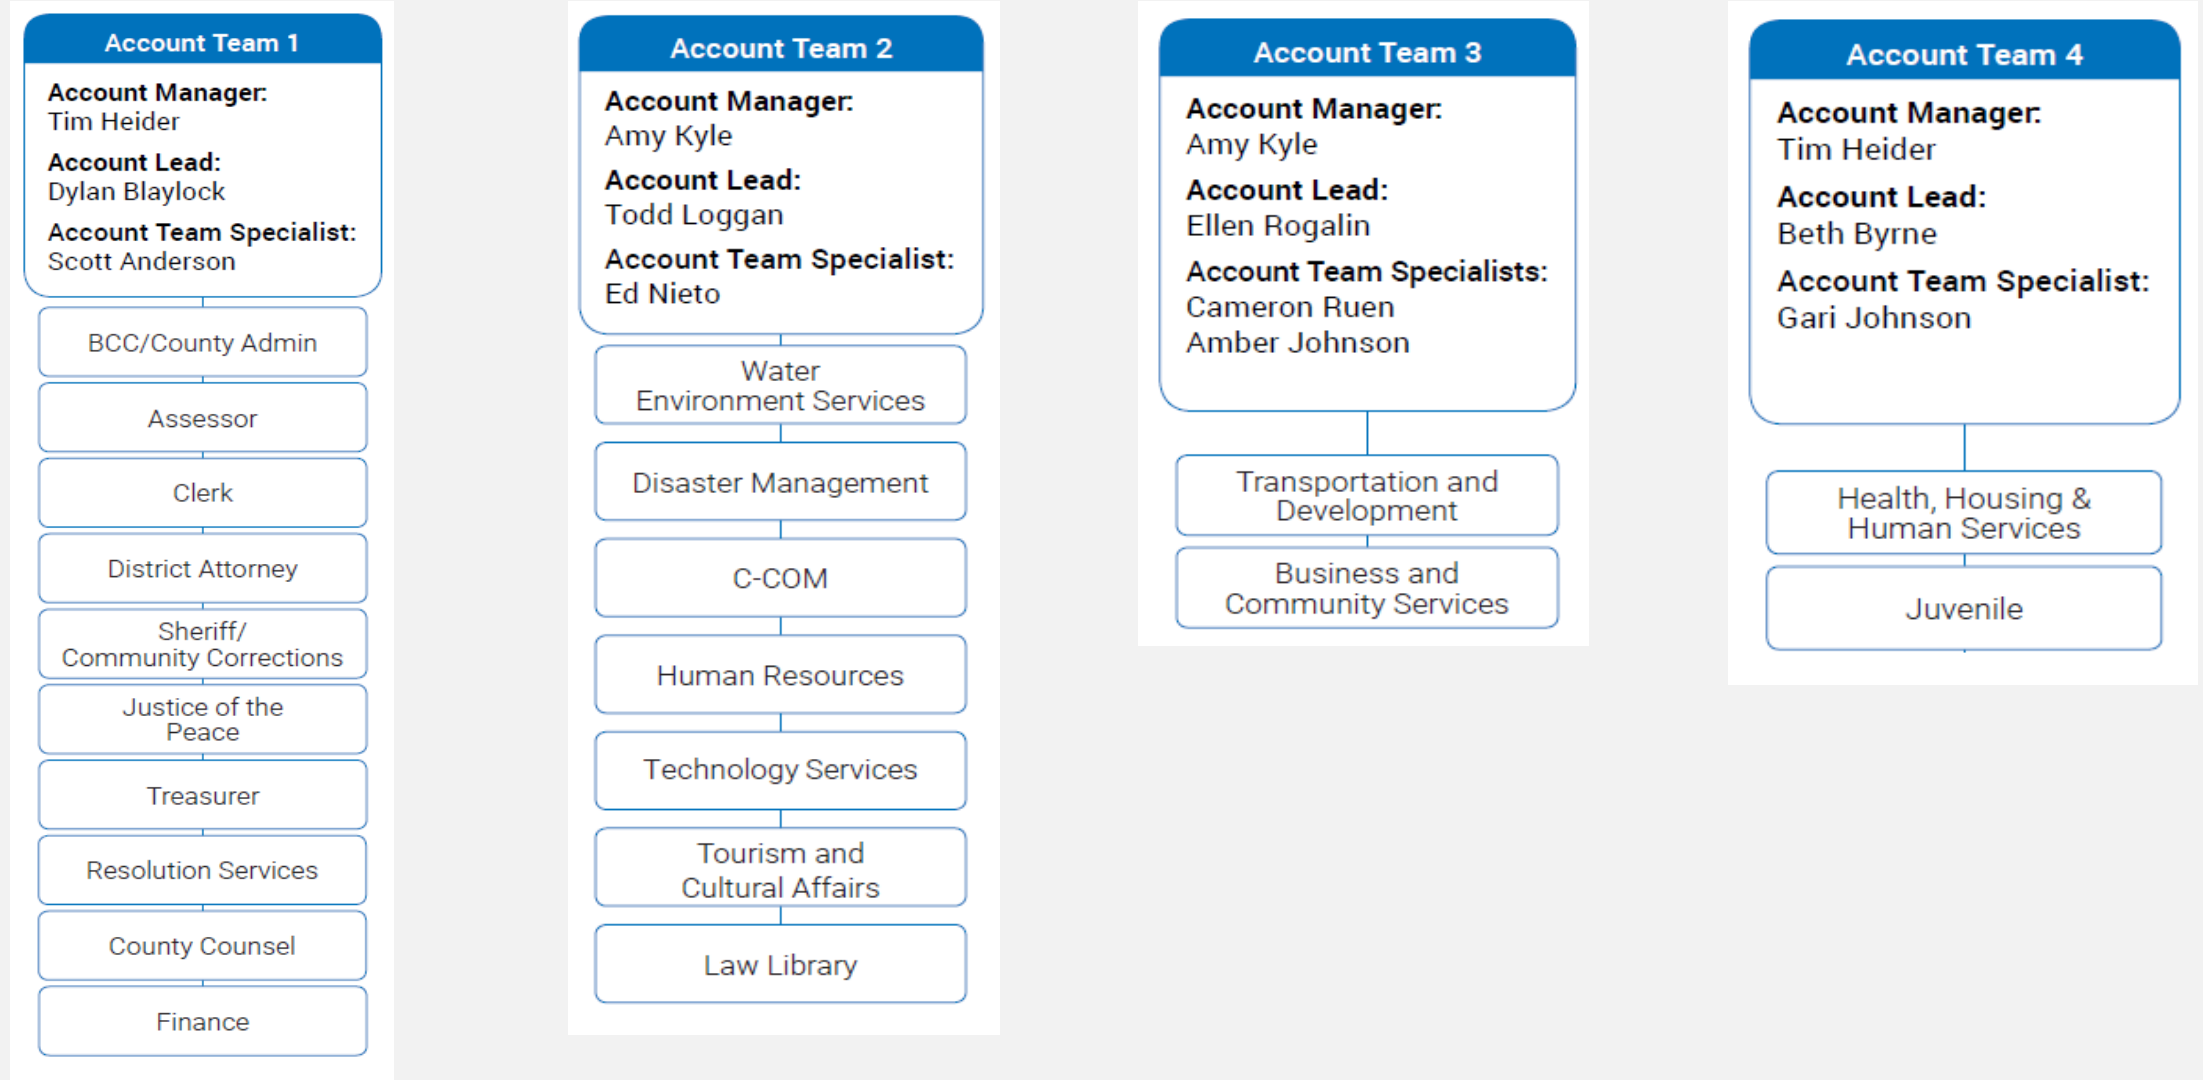 Account Team 1
Account Manager:
Tim Heider
Account Lead:
Dylan Blaylock
Account Team Specialist:
Scott Anderson
BCC/County Admin
Assessor
Clerk
District Attorney
Sheriff/
Community Corrections
Justice of the
Peace
Treasurer
Resolution Services
County Counsel
Finance
Account Team 2
Account Manager:
Amy Kyle
Account Lead:
Todd Loggan
Account Team Specialist:
Ed Nieto
Water
Environment Services
Disaster Management
C-COM
Human Resources
Technology Services
Tourism and
Cultural Affairs
Law Library
Account Team 3
Account Manager:
Amy Kyle
Account Lead:
Ellen Rogalin
Account Team Specialists:
Cameron Ruen
Amber Johnson
Transportation and
Development
Business and
Community Services
Account Team 4
Account Manager:
Tim Heider
Account Lead:
Beth Byrne
Account Team Specialist:
Gari Johnson
Health, Housing &
Human Services
Juvenile